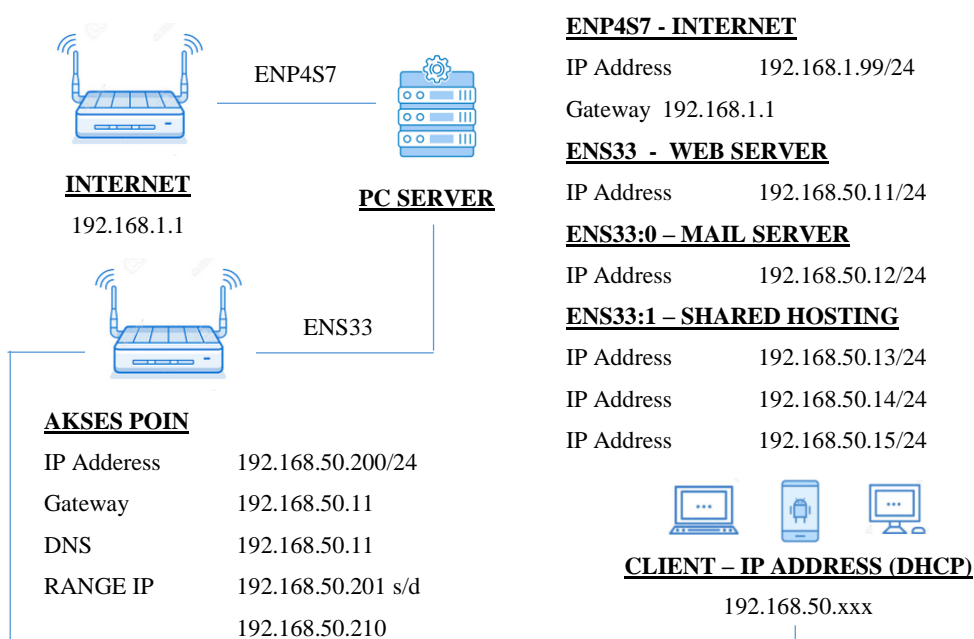 ENP4S7
INTERNET
192.168.1.1
PC SERVER
ENS33
AKSES POIN
IP Adderess 192.168.50.200/24
Gateway 192.168.50.11
DNS 192.168.50.11
RANGE IP 192.168.50.201 s/d
192.168.50.210
ENP4S7 - INTERNET
IP Address 192.168.1.99/24
Gateway 192.168.1.1
ENS33 - WEB SERVER
IP Address 192.168.50.11/24
ENS33:0 – MAIL SERVER
IP Address 192.168.50.12/24
ENS33:1 – SHARED HOSTING
IP Address 192.168.50.13/24
IP Address 192.168.50.14/24
IP Address 192.168.50.15/24
CLIENT – IP ADDRESS (DHCP)
192.168.50.xxx